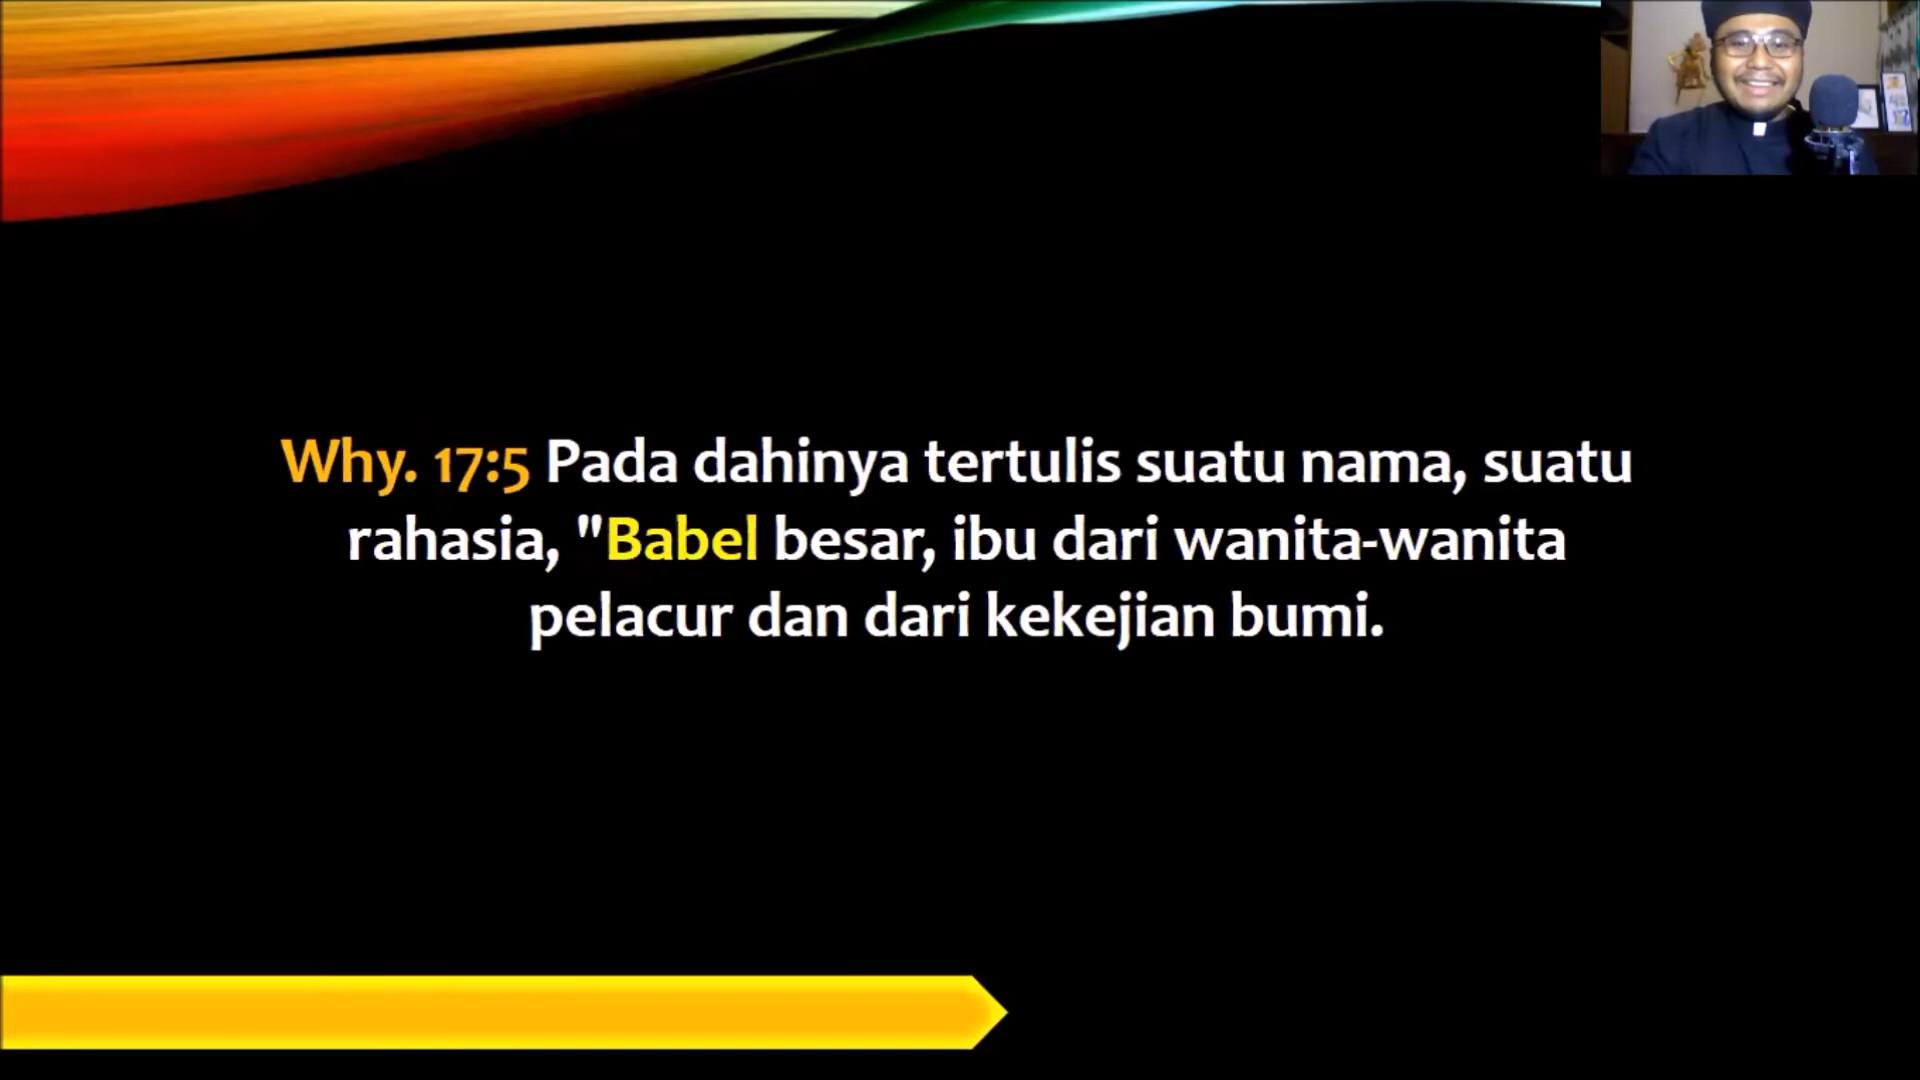 Why. 17:5 Pada dahinya tertulis suatu nama, suatu
rahasia, "Babel besar, ibu dari wanita-wanita
pelacur dan dari kekejian bumi.